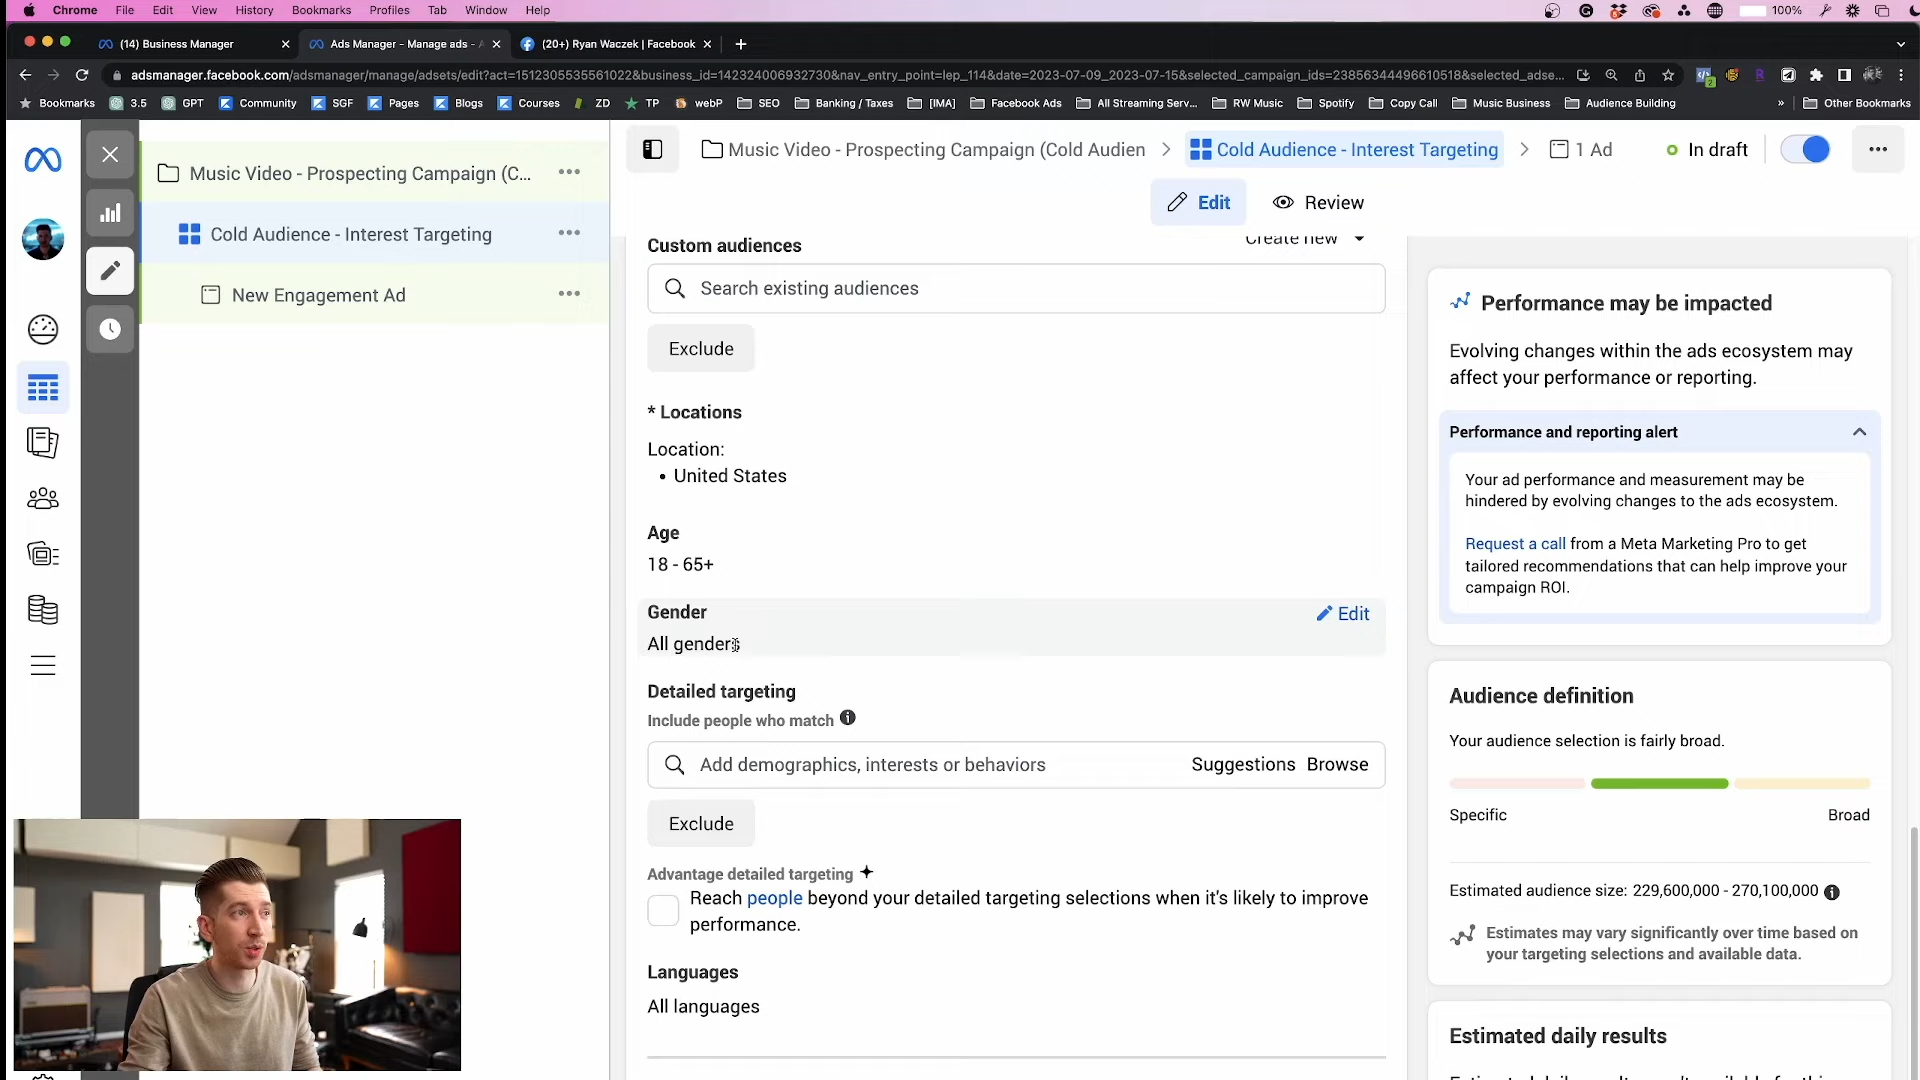 Chrome File Edit View History Bookmarks Profiles Tab Window Help 100%
(14) Business Manager
Ads Manager - Manage ads - A
(20+) Ryan Waczek | Facebook
adsmanager.facebook.com/adsmanager/manage/adsets/edit?act=1512305535561022&business_id=142324006932730&nav_entry_point=lep_114&date=2023-07-09_2023-07-15&selected_campaign_ids=23856344496610518&selected_adse...
Bookmarks 3.5 GPT Community SGF Pages Blogs Courses ZD TP webP SEO Banking / Taxes [IMA] Facebook Ads All Streaming Serv... RW Music Spotify Copy Call Music Business Audience Building » Other Bookmarks
Music Video - Prospecting Campaign (C...
Cold Audience - Interest Targeting
New Engagement Ad
Music Video - Prospecting Campaign (Cold Audien
Cold Audience - Interest Targeting
1 Ad
In draft
Edit
Review
Custom audiences
Create new
Search existing audiences
Exclude
* Locations
Location:
• United States
Age
18 - 65+
Gender
Edit
All genders
Detailed targeting
Include people who match
Add demographics, interests or behaviors
Suggestions Browse
Exclude
Advantage detailed targeting
Reach people beyond your detailed targeting selections when it's likely to improve
performance.
Languages
All languages
Performance may be impacted
Evolving changes within the ads ecosystem may
affect your performance or reporting.
Performance and reporting alert
Your ad performance and measurement may be
hindered by evolving changes to the ads ecosystem.
Request a call from a Meta Marketing Pro to get
tailored recommendations that can help improve your
campaign ROI.
Audience definition
Your audience selection is fairly broad.
Specific
Broad
Estimated audience size: 229,600,000 - 270,100,000
Estimates may vary significantly over time based on
your targeting selections and available data.
Estimated daily results